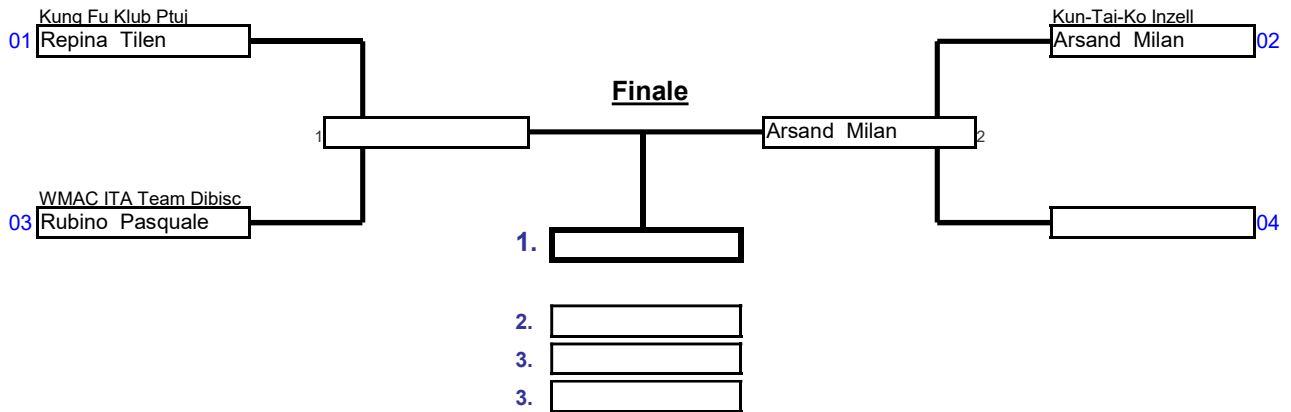 Kung Fu Klub Ptuj
01 Repina Tilen
Kun-Tai-Ko Inzell
Arsand Milan 02
Finale
1
Arsand Milan 2
WMAC ITA Team Dibisc
03 Rubino Pasquale
04
1.
2.
3.
3.